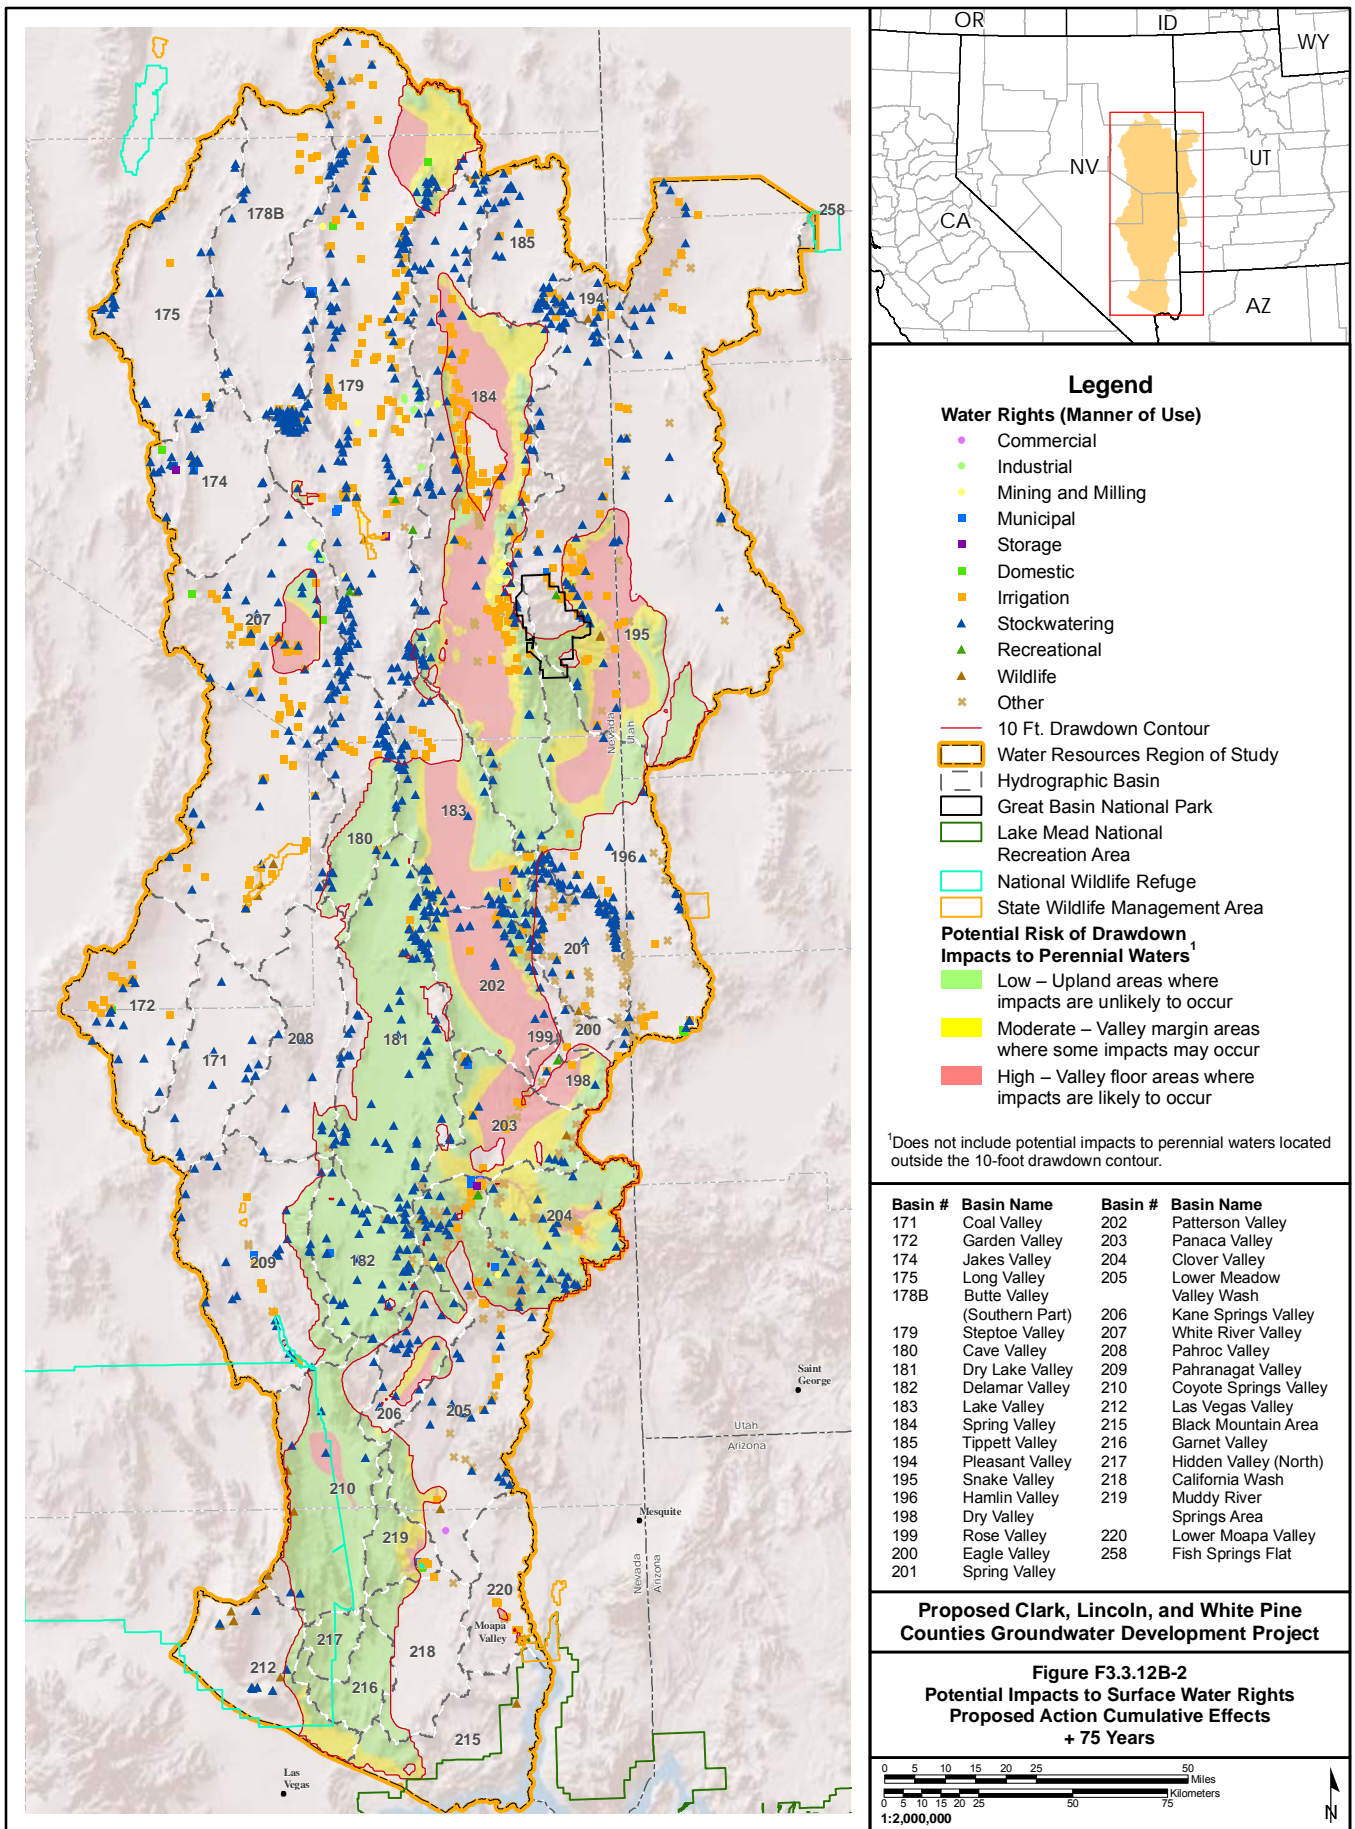 OR
ID
WY
NV
UT
CA
AZ
258
178B
185
194
175
179
184
174
207
195
Nevada
Utah
183
180
196
201
202
172
199
200
208
181
171
198
203
204
209
182
Saint
George
206
205
Utah
Arizona
210
Mesquite
219
Nevada
Arizona
220
Moapa
Valley
217
218
212
216
215
Las
Vegas
Legend
Water Rights (Manner of Use)
Commercial
Industrial
Mining and Milling
Municipal
Storage
Domestic
Irrigation
Stockwatering
Recreational
Wildlife
Other
10 Ft. Drawdown Contour
Water Resources Region of Study
Hydrographic Basin
Great Basin National Park
Lake Mead National
Recreation Area
National Wildlife Refuge
State Wildlife Management Area
Potential Risk of Drawdown
Impacts to Perennial Waters1
Low – Upland areas where
impacts are unlikely to occur
Moderate – Valley margin areas
where some impacts may occur
High – Valley floor areas where
impacts are likely to occur
1Does not include potential impacts to perennial waters located
outside the 10-foot drawdown contour.
Basin # Basin Name Basin # Basin Name
171 Coal Valley 202 Patterson Valley
172 Garden Valley 203 Panaca Valley
174 Jakes Valley 204 Clover Valley
175 Long Valley 205 Lower Meadow
178B Butte Valley Valley Wash
(Southern Part) 206 Kane Springs Valley
179 Steptoe Valley 207 White River Valley
180 Cave Valley 208 Pahroc Valley
181 Dry Lake Valley 209 Pahranagat Valley
182 Delamar Valley 210 Coyote Springs Valley
183 Lake Valley 212 Las Vegas Valley
184 Spring Valley 215 Black Mountain Area
185 Tippett Valley 216 Garnet Valley
194 Pleasant Valley 217 Hidden Valley (North)
195 Snake Valley 218 California Wash
196 Hamlin Valley 219 Muddy River
198 Dry Valley Springs Area
199 Rose Valley 220 Lower Moapa Valley
200 Eagle Valley 258 Fish Springs Flat
201 Spring Valley
Proposed Clark, Lincoln, and White Pine
Counties Groundwater Development Project
Figure F3.3.12B-2
Potential Impacts to Surface Water Rights
Proposed Action Cumulative Effects
+ 75 Years
0 5 10 15 20 25 50
Miles
Kilometers
0 5 10 15 20 25 50 75
1:2,000,000
N